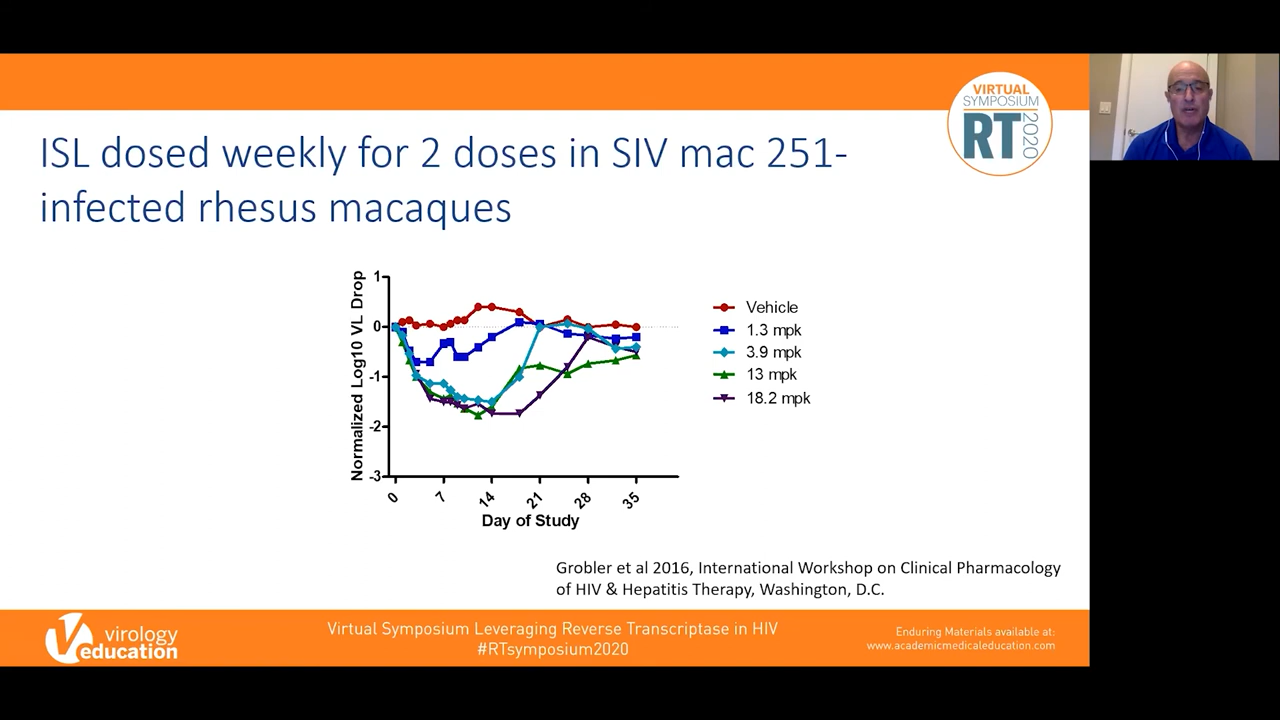 VIRTUAL
SYMPOSIUM
RT
2020
ISL dosed weekly for 2 doses in SIV mac 251-
infected rhesus macaques
Normalized Log10 VL Drop
1
0
-1
-2
-3
0
7
14
21
28
35
Day of Study
Vehicle
1.3 mpk
3.9 mpk
13 mpk
18.2 mpk
Grobler et al 2016, International Workshop on Clinical Pharmacology
of HIV & Hepatitis Therapy, Washington, D.C.
virology
education
Virtual Symposium Leveraging Reverse Transcriptase in HIV
#RTsymposium2020
Enduring Materials available at:
www.academicmedicaleducation.com